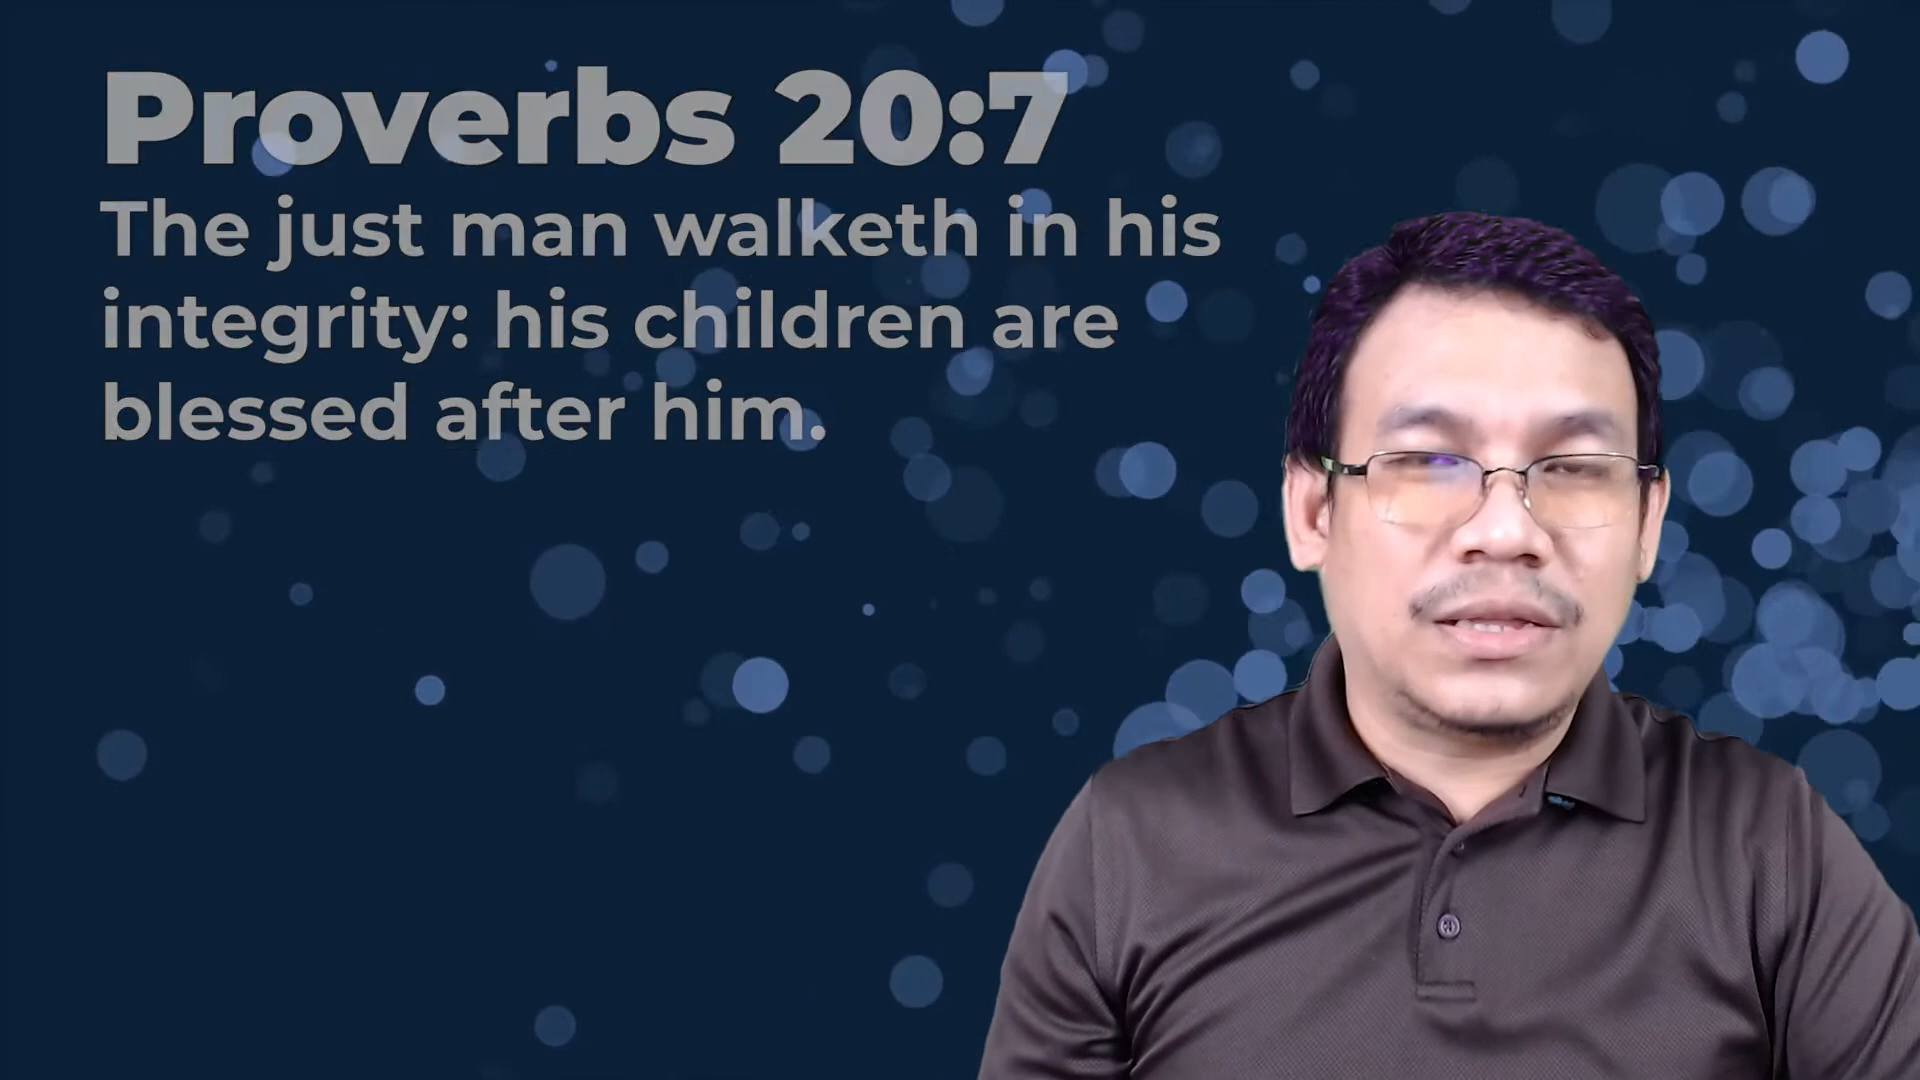 Proverbs 20:7
The just man walketh in his
integrity: his children are
blessed after him.